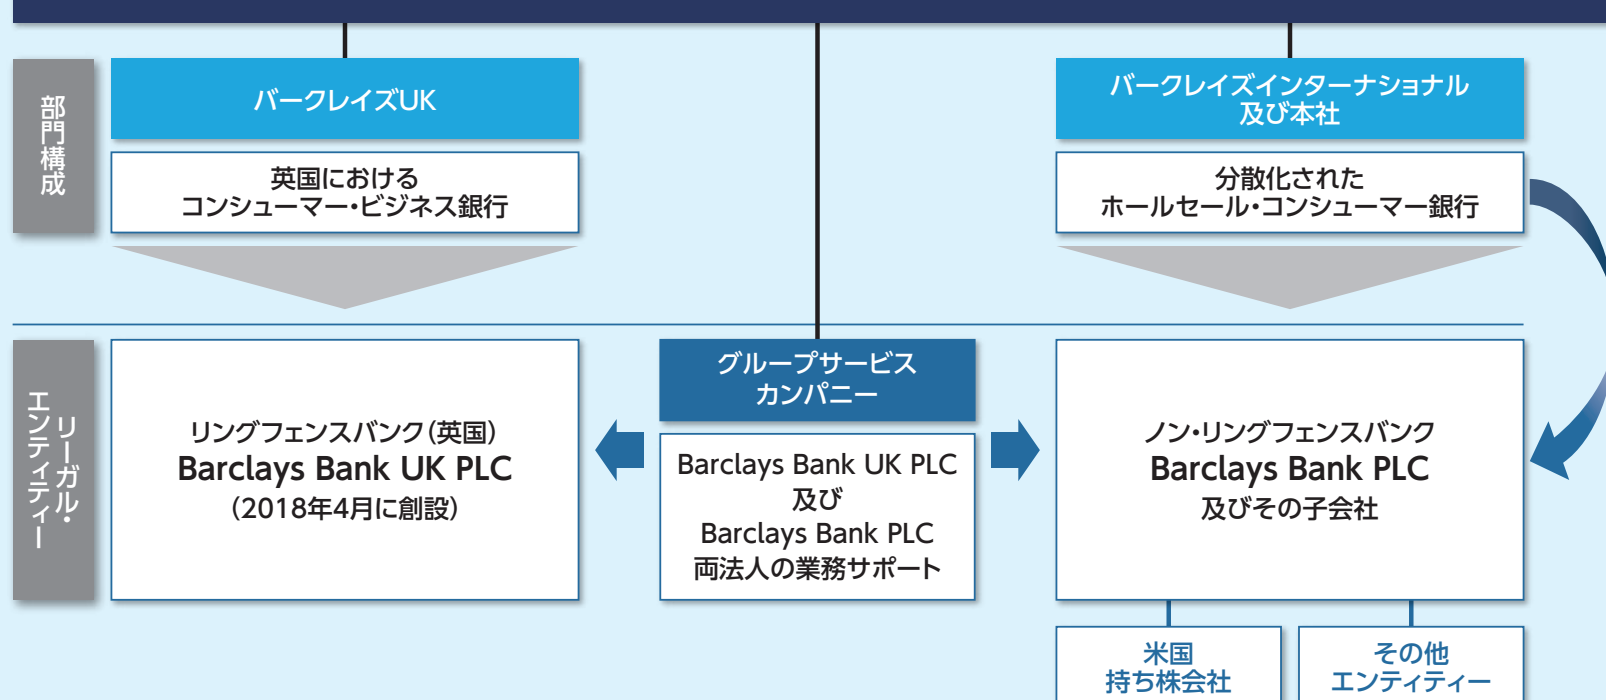 部門構成
バークレイズUK
英国における
コンシューマー・ビジネス銀行
バークレイズインターナショナル
及び本社
分散化された
ホールセール・コンシューマー銀行
リーガル・
エンティティー
リングフェンスバンク（英国）
Barclays Bank UK PLC
（2018年4月に創設）
グループサービス
カンパニー
Barclays Bank UK PLC
及び
Barclays Bank PLC
両法人の業務サポート
ノン・リングフェンスバンク
Barclays Bank PLC
及びその子会社
米国
持ち株会社
その他
エンティティー